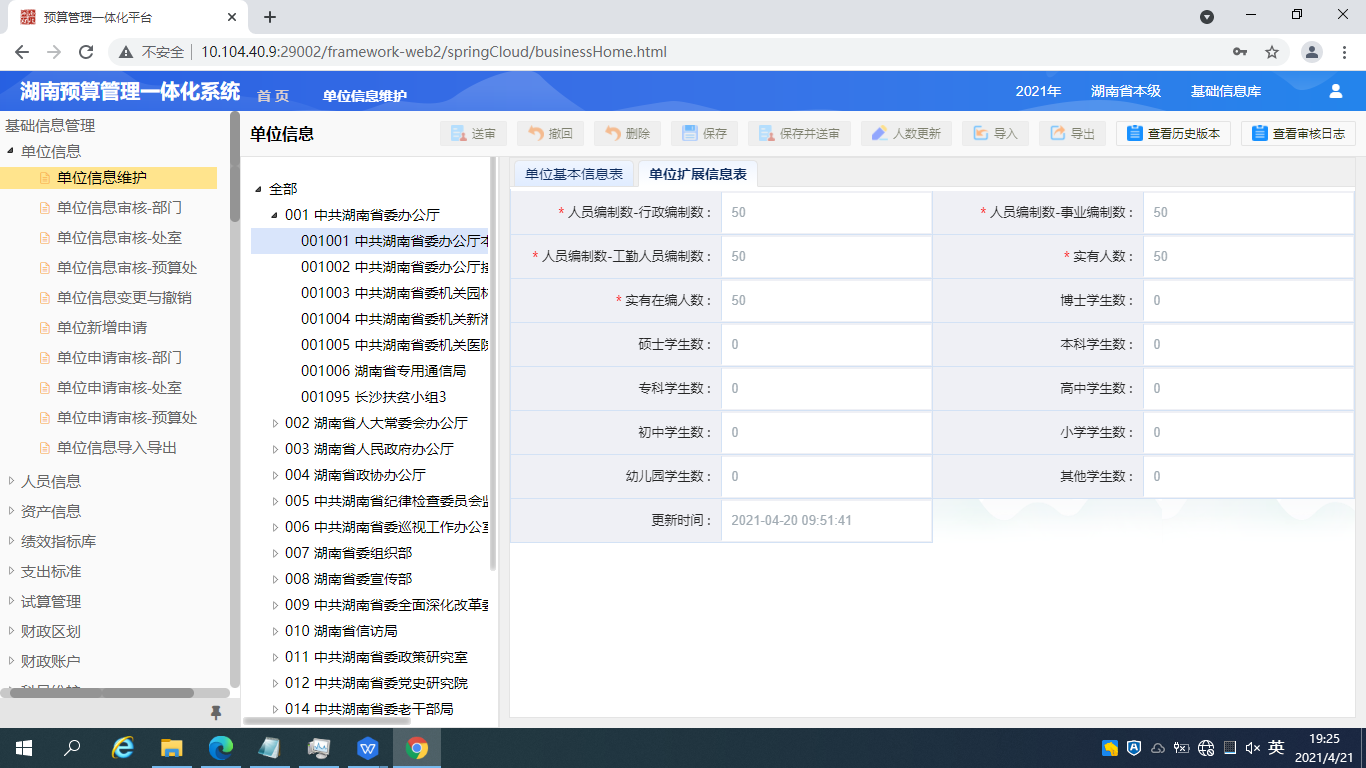 预算管理一体化平台
不安全
10.104.40.9:29002/framework-web2/springCloud/businessHome.html
湖南预算管理一体化系统 首页 单位信息维护 2021年 湖南省本级 基础信息库
基础信息管理
单位信息
单位信息维护
单位信息审核-部门
单位信息审核-处室
单位信息审核-预算处
单位信息变更与撤销
单位新增申请
单位申请审核-部门
单位申请审核-处室
单位申请审核-预算处
单位信息导入导出
人员信息
资产信息
绩效指标库
支出标准
试算管理
财政区划
财政账户
单位信息 送审 撤回 删除 保存 保存并送审 人数更新 导入 导出 查看历史版本 查看审核日志
全部
001 中共湖南省委办公厅
001001 中共湖南省委办公厅本
001002 中共湖南省委办公厅接
001003 中共湖南省委机关园林
001004 中共湖南省委机关新湘
001005 中共湖南省委机关医院
001006 湖南省专用通信局
001095 长沙扶贫小组3
002 湖南省人大常委会办公厅
003 湖南省人民政府办公厅
004 湖南省政协办公厅
005 中共湖南省纪律检查委员会监
006 中共湖南省委巡视工作办公室
007 湖南省委组织部
008 湖南省委宣传部
009 中共湖南省委全面深化改革委
010 湖南省信访局
011 中共湖南省委政策研究室
012 中共湖南省委党史研究院
014 中共湖南省委老干部局
单位基本信息表 单位扩展信息表
* 人员编制数-行政编制数： 50 * 人员编制数-事业编制数： 50
* 人员编制数-工勤人员编制数： 50 * 实有人数： 50
* 实有在编人数： 50 博士学生数： 0
硕士学生数： 0 本科学生数： 0
专科学生数： 0 高中学生数： 0
初中学生数： 0 小学学生数： 0
幼儿园学生数： 0 其他学生数： 0
更新时间： 2021-04-20 09:51:41
英
19:25
2021/4/21